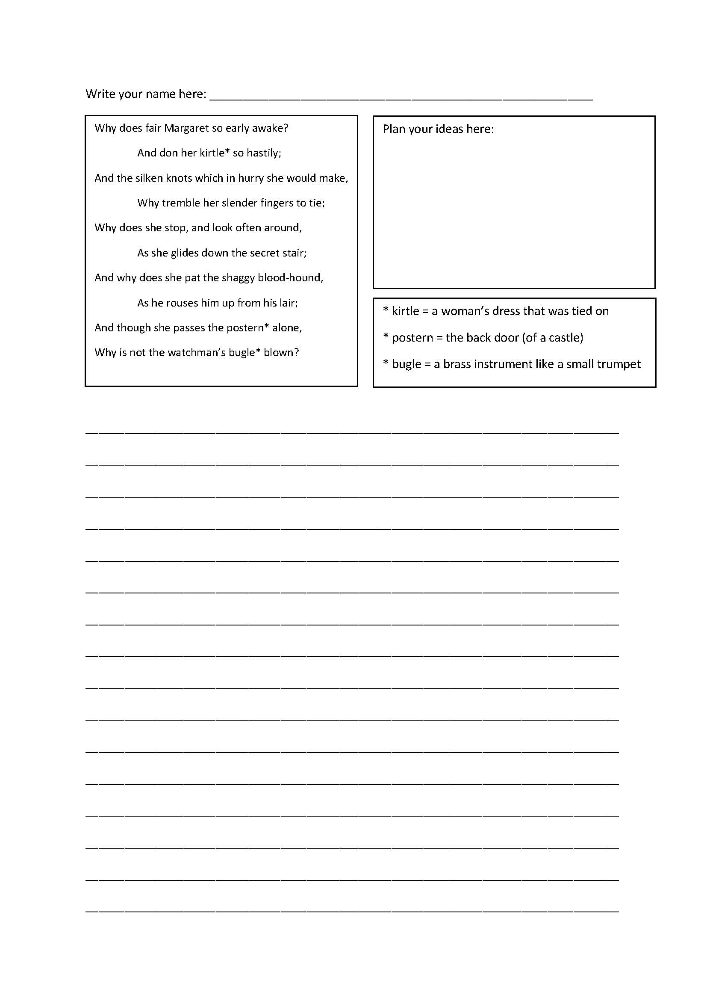 Write your name here: ___________________________________________________________
Why does fair Margaret so early awake?
And don her kirtle* so hastily;
And the silken knots which in hurry she would make,
Why tremble her slender fingers to tie;
Why does she stop, and look often around,
As she glides down the secret stair;
And why does she pat the shaggy blood-hound,
As he rouses him up from his lair;
And though she passes the postern* alone,
Why is not the watchman’s bugle* blown?
Plan your ideas here:
* kirtle = a woman’s dress that was tied on
* postern = the back door (of a castle)
* bugle = a brass instrument like a small trumpet